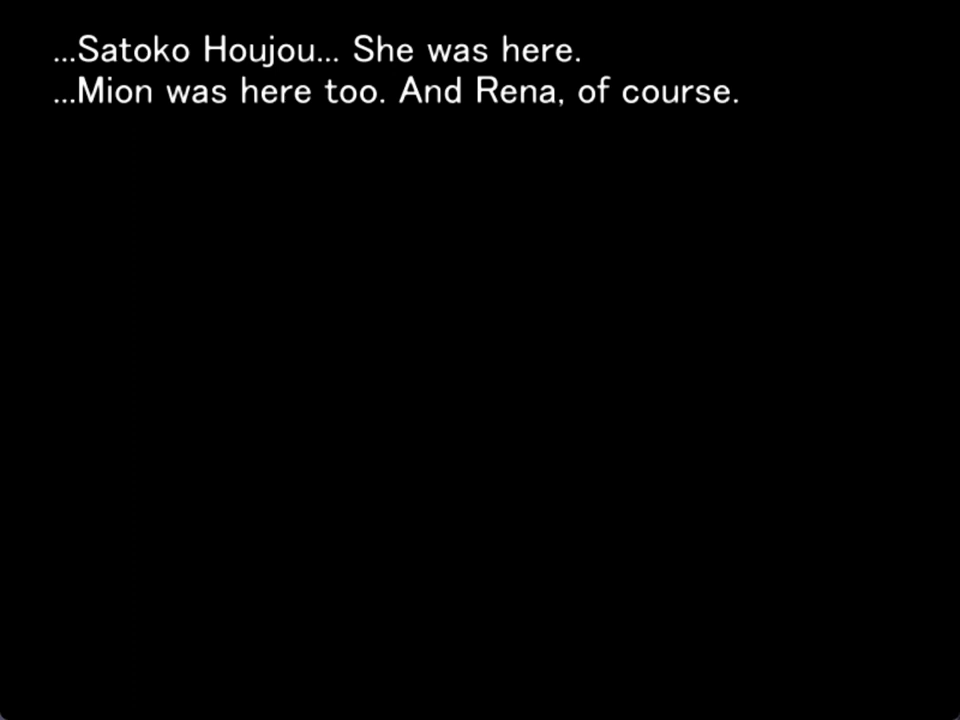 ...Satoko Houjou... She was here.
...Mion was here too. And Rena, of course.